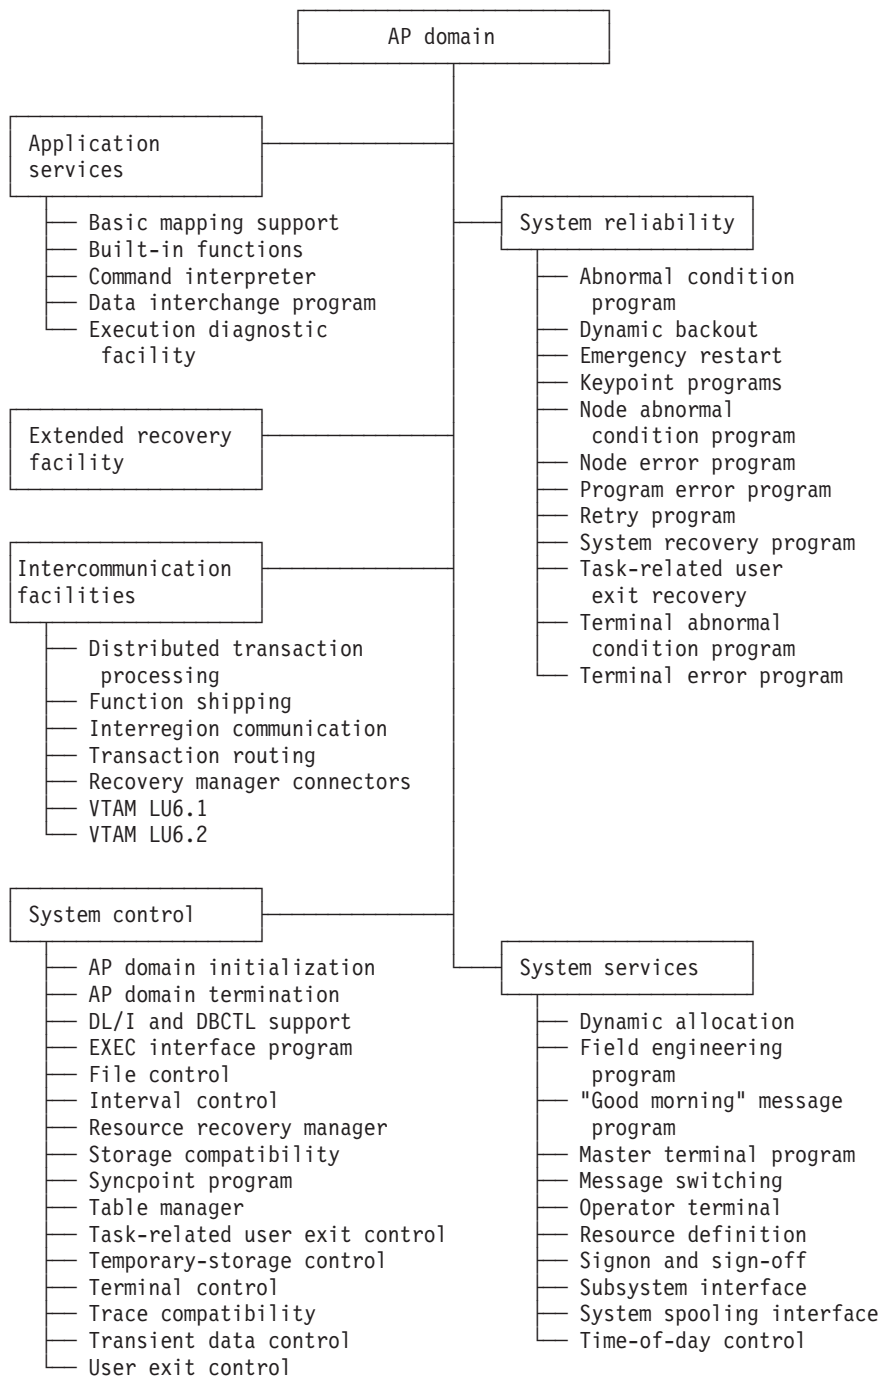 AP domain
Application
services
Basic mapping support
Built-in functions
Command interpreter
Data interchange program
Execution diagnostic
facility
Extended recovery
facility
Intercommunication
facilities
Distributed transaction
processing
Function shipping
Interregion communication
Transaction routing
Recovery manager connectors
VTAM LU6.1
VTAM LU6.2
System control
AP domain initialization
AP domain termination
DL/I and DBCTL support
EXEC interface program
File control
Interval control
Resource recovery manager
Storage compatibility
Syncpoint program
Table manager
Task-related user exit control
Temporary-storage control
Terminal control
Trace compatibility
Transient data control
User exit control
System reliability
Abnormal condition
program
Dynamic backout
Emergency restart
Keypoint programs
Node abnormal
condition program
Node error program
Program error program
Retry program
System recovery program
Task-related user
exit recovery
Terminal abnormal
condition program
Terminal error program
System services
Dynamic allocation
Field engineering
program
"Good morning" message
program
Master terminal program
Message switching
Operator terminal
Resource definition
Signon and sign-off
Subsystem interface
System spooling interface
Time-of-day control